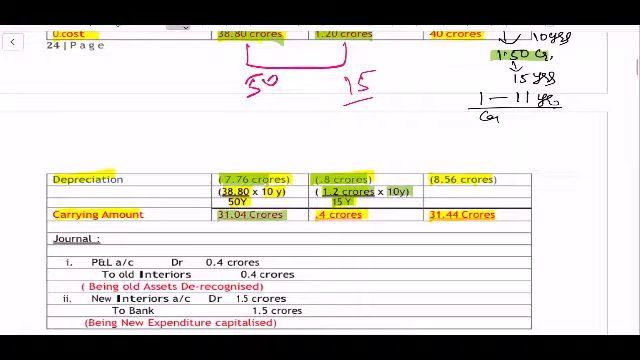 0.cost 38.80 crores 1.20 crores 40 crores
10 yrs
24 | Page
1.50 Cr.
15 yrs
50 15
1 — 11 yr
Depreciation ( 7.76 crores) ( .8 crores) (8.56 crores)
(38.80 x 10 y) ( 1.2 crores x 10y)
50Y 15 Y
Carrying Amount 31.04 Crores .4 crores 31.44 Crores
Journal :
i. P&L a/c Dr 0.4 crores
To old Interiors 0.4 crores
( Being old Assets De-recognised)
ii. New Interiors a/c Dr 1.5 crores
To Bank 1.5 crores
(Being New Expenditure capitalised)